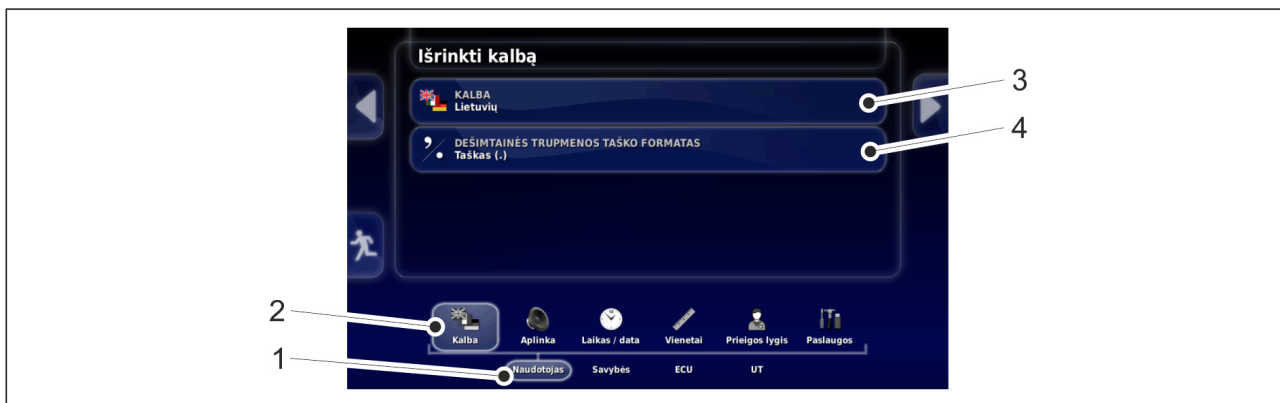 Išrinkti kalbą
KALBA
Lietuvių
3
DEŠIMTAINĖS TRUPMENOS TAŠKO FORMATAS
Taškas (.)
4
2
Kalba
Aplinka
Laikas / data
Vienetai
Prieigos lygis
Paslaugos
1
Naudotojas
Savybės
ECU
UT